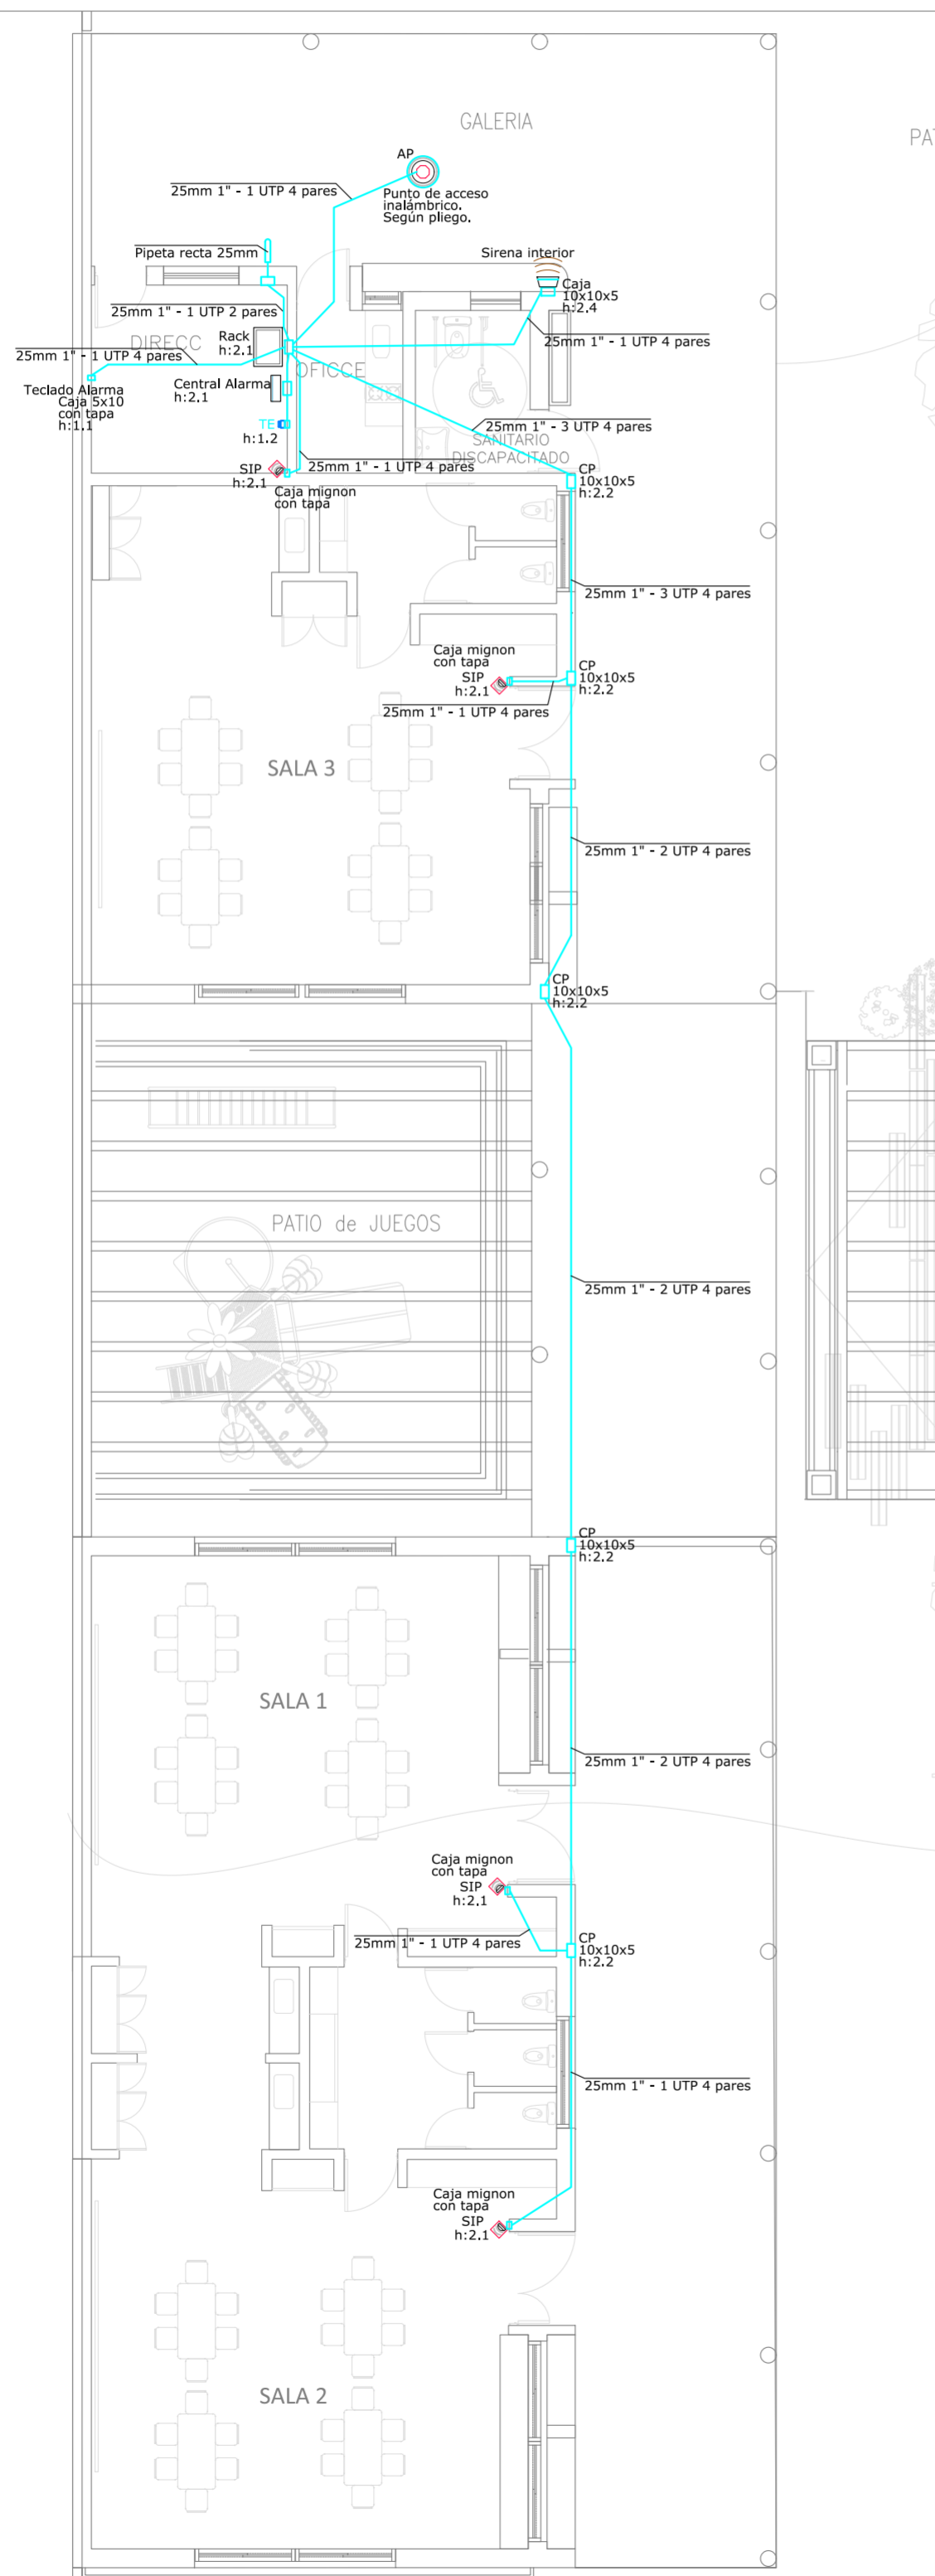 GALERIA
PAT
AP
25mm 1" - 1 UTP 4 pares
Punto de acceso
inalámbrico.
Según pliego.
Pipeta recta 25mm
Sirena interior
Caja
10x10x5
h:2.4
25mm 1" - 1 UTP 2 pares
Rack
h:2.1
DIRECC
25mm 1" - 1 UTP 4 pares
25mm 1" - 1 UTP 4 pares
OFICCE
Teclado Alarma
Caja 5x10
con tapa
h:1.1
Central Alarma
h:2.1
TE
h:1.2
25mm 1" - 3 UTP 4 pares
SANITARIO
DISCAPACITADO
SIP
h:2.1
25mm 1" - 1 UTP 4 pares
Caja mignon
con tapa
CP
10x10x5
h:2.2
25mm 1" - 3 UTP 4 pares
Caja mignon
con tapa
SIP
h:2.1
CP
10x10x5
h:2.2
25mm 1" - 1 UTP 4 pares
SALA 3
25mm 1" - 2 UTP 4 pares
CP
10x10x5
h:2.2
PATIO de JUEGOS
25mm 1" - 2 UTP 4 pares
CP
10x10x5
h:2.2
SALA 1
25mm 1" - 2 UTP 4 pares
Caja mignon
con tapa
SIP
h:2.1
25mm 1" - 1 UTP 4 pares
CP
10x10x5
h:2.2
25mm 1" - 1 UTP 4 pares
Caja mignon
con tapa
SIP
h:2.1
SALA 2